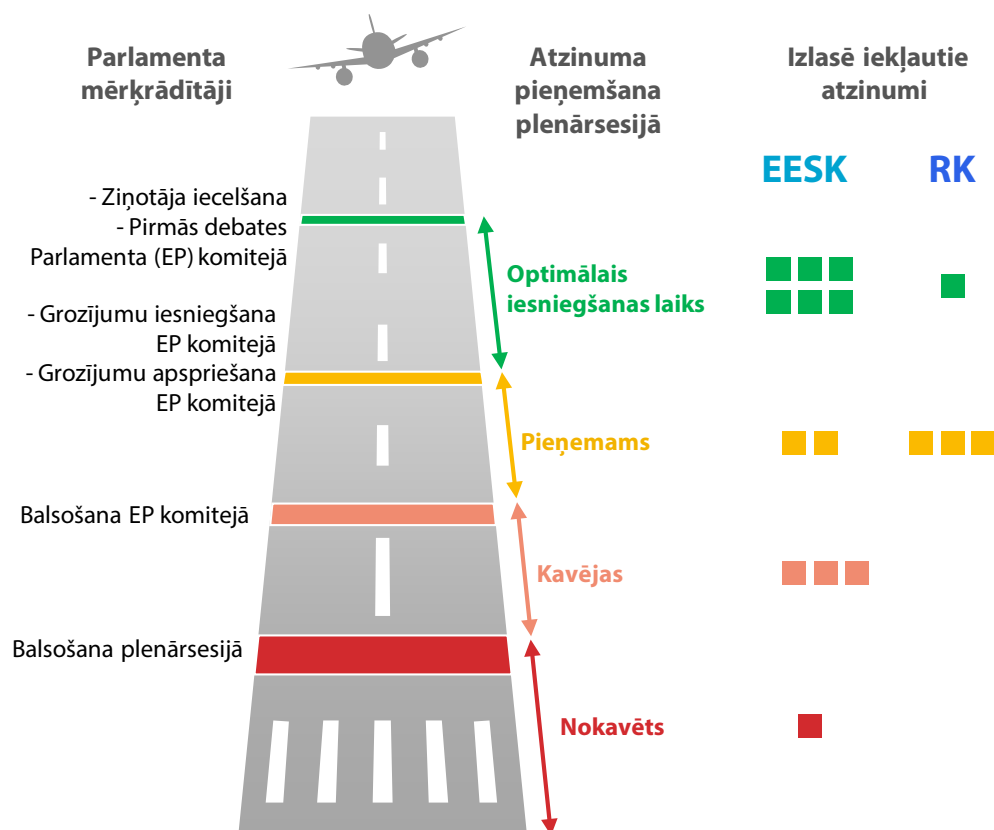 Parlamenta
mērķrādītāji
Atzinuma
pieņemšana
plenārsesijā
Izlasē iekļautie
atzinumi
EESK
RK
- Ziņotāja iecelšana
- Pirmās debates
Parlamenta (EP) komitejā
Optimālais
iesniegšanas laiks
- Grozījumu iesniegšana
EP komitejā
- Grozījumu apspriešana
EP komitejā
Pieņemams
Balsošana EP komitejā
Kavējas
Balsošana plenārsesijā
Nokavēts